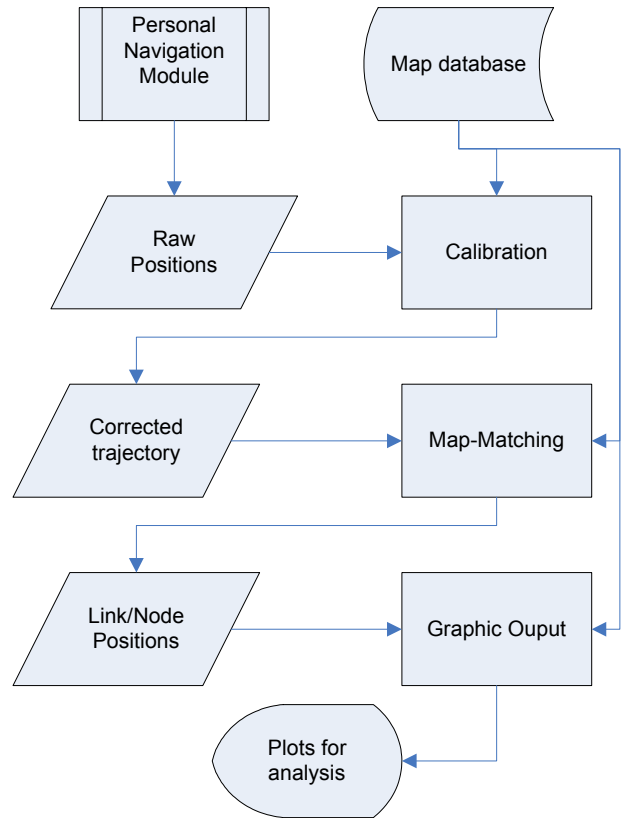 Personal
Navigation
Module
Map database
Raw
Positions
Calibration
Corrected
trajectory
Map-Matching
Link/Node
Positions
Graphic Ouput
Plots for
analysis